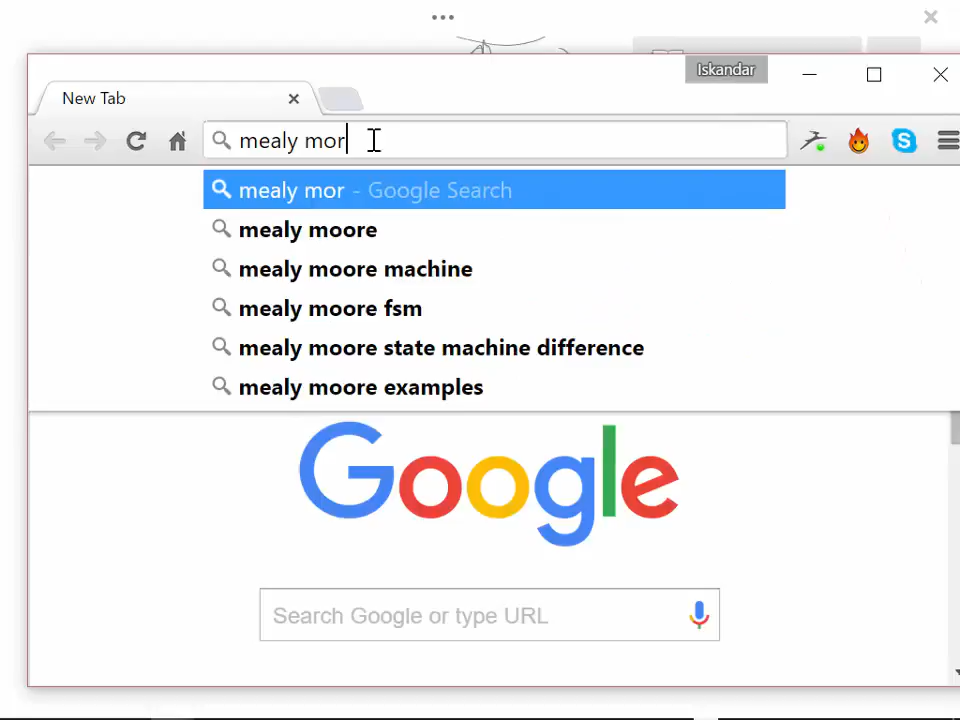 Iskandar
New Tab
mealy mor
mealy mor - Google Search
mealy moore
mealy moore machine
mealy moore fsm
mealy moore state machine difference
mealy moore examples
Google
Search Google or type URL